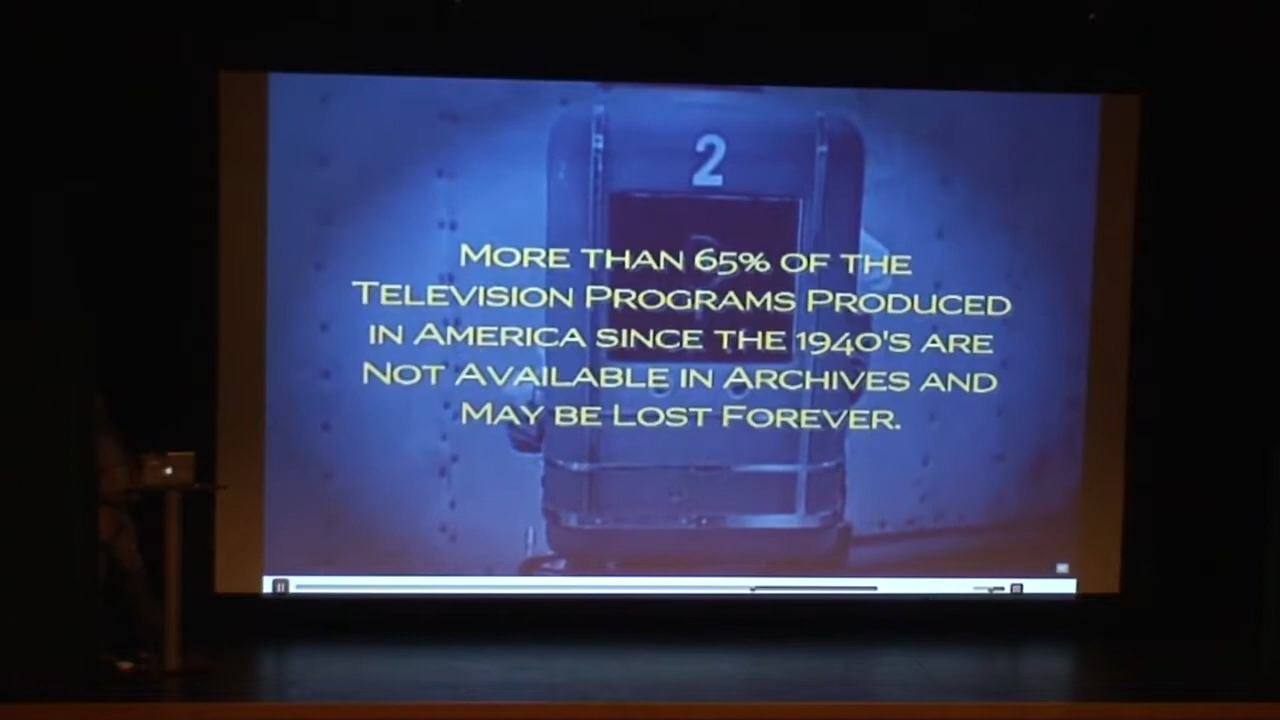 2
MORE THAN 65% OF THE
TELEVISION PROGRAMS PRODUCED
IN AMERICA SINCE THE 1940'S ARE
NOT AVAILABLE IN ARCHIVES AND
MAY BE LOST FOREVER.